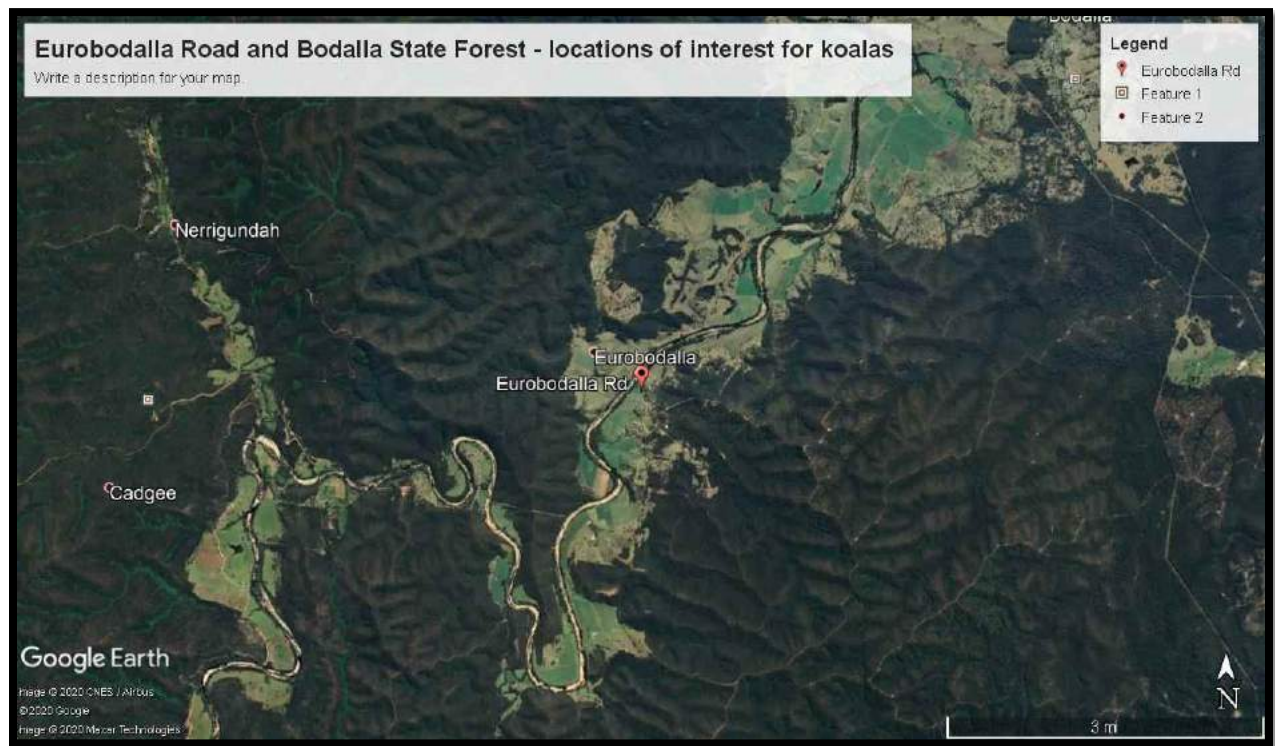 Eurobodalla Road and Bodalla State Forest - locations of interest for koalas
Write a description for your map.
Bodalla
Legend
Eurobodalla Rd
Feature 1
Feature 2
Nerrigundah
Eurobodalla
Eurobodalla Rd
Cadgee
Google Earth
Image © 2020 CNES / Airbus
©2020 Google
Image © 2020 Maxar Technologies
N
3 mi